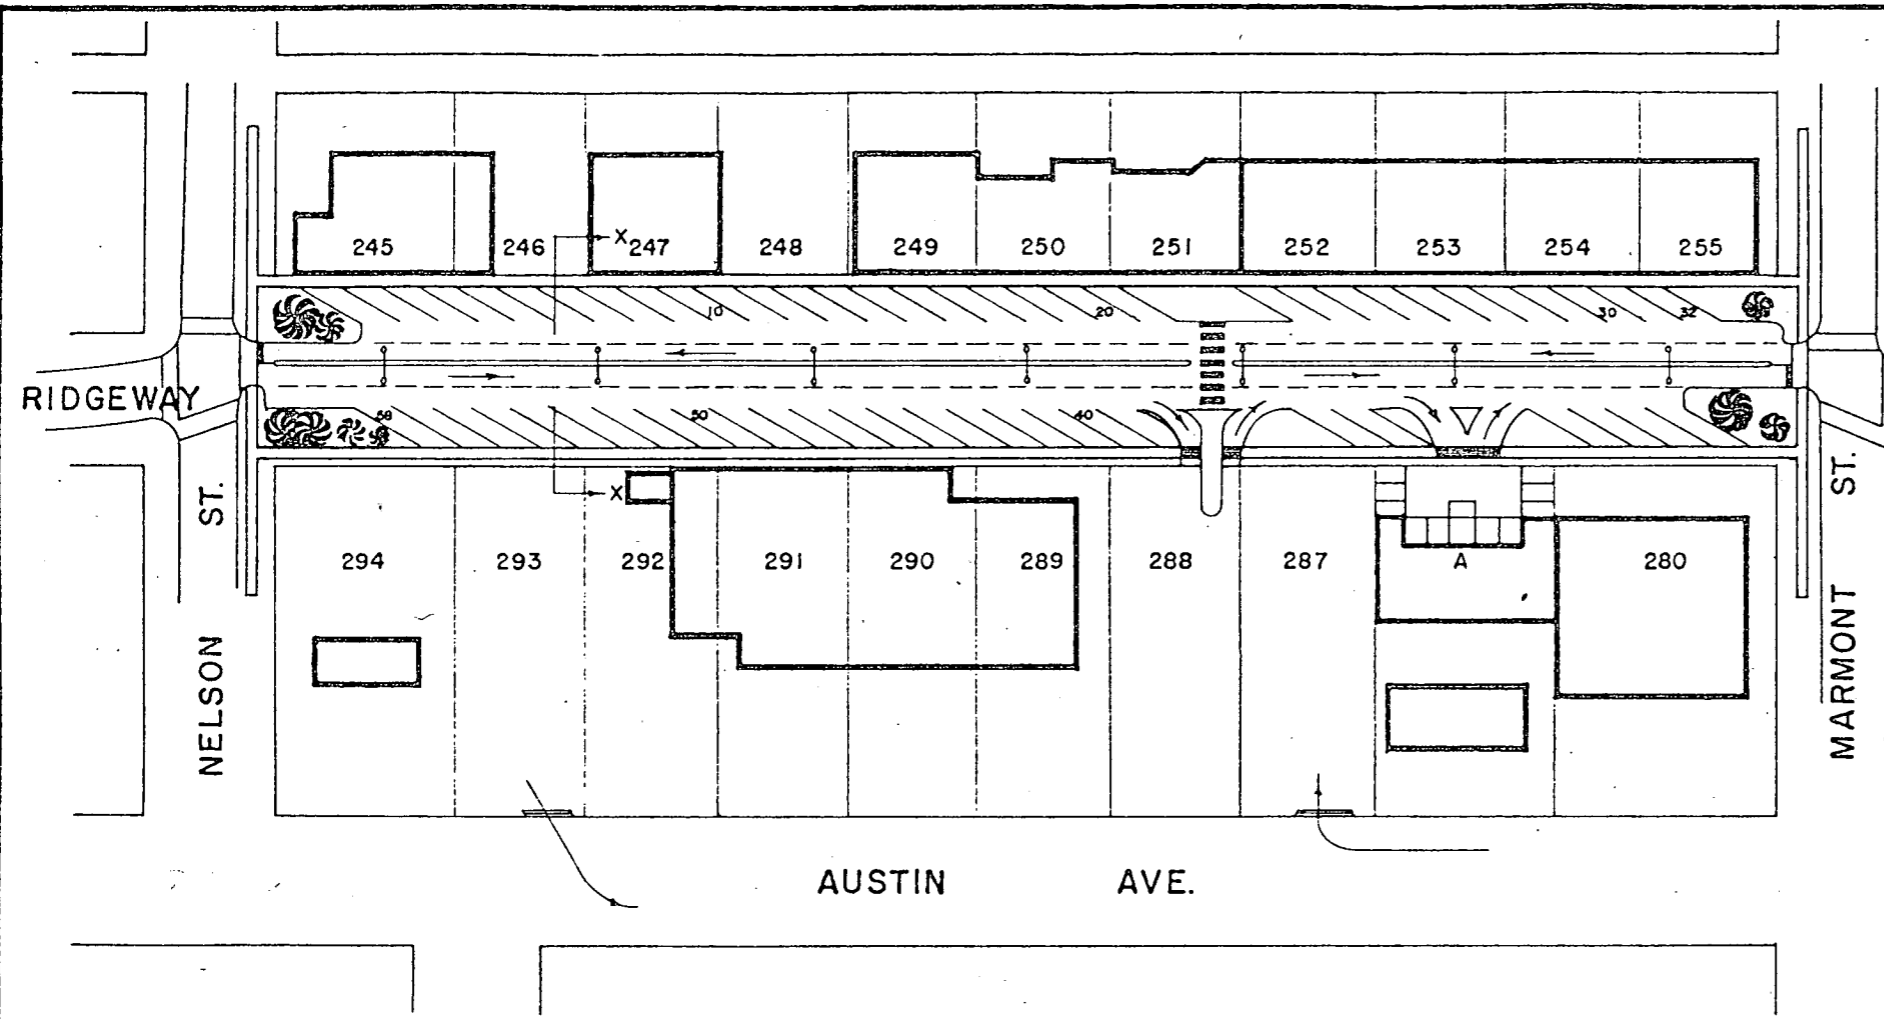 245 246 X 247 248 249 250 251 252 253 254 255
10 20 30 32
RIDGEWAY
58 50 40
X
ST. ST.
294 293 292 291 290 289 288 287 A 280
NELSON MARMONT
AUSTIN AVE.